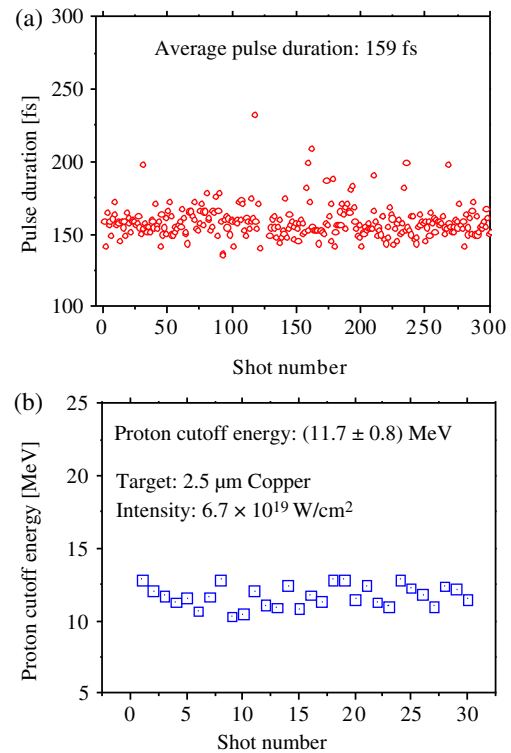 (a)
300
250
200
150
100
Pulse duration [fs]
Average pulse duration: 159 fs
0 50 100 150 200 250 300
Shot number
(b)
25
20
15
10
5
Proton cutoff energy [MeV]
Proton cutoff energy: (11.7 ± 0.8) MeV
Target: 2.5 μm Copper
Intensity: 6.7 × 10¹⁹ W/cm²
0 5 10 15 20 25 30
Shot number